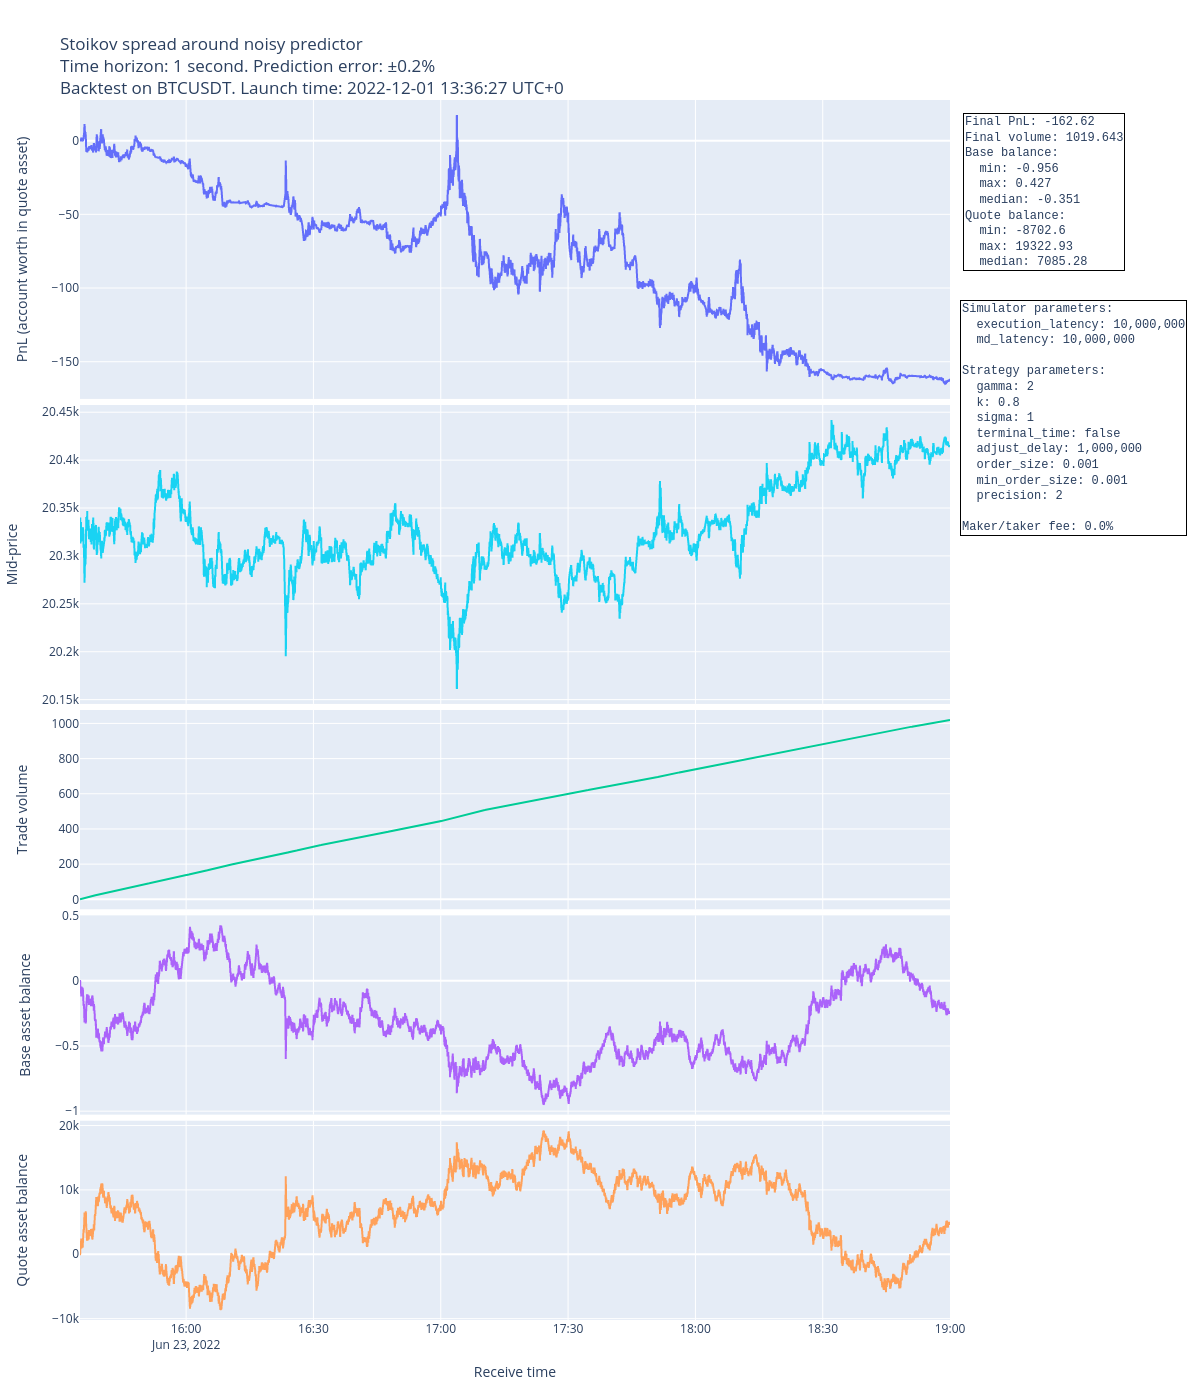 Stoikov spread around noisy predictor
Time horizon: 1 second. Prediction error: ±0.2%
Backtest on BTCUSDT. Launch time: 2022-12-01 13:36:27 UTC+0
PnL (account worth in quote asset)
0
−50
−100
−150
Final PnL: -162.62
Final volume: 1019.643
Base balance:
  min: -0.956
  max: 0.427
  median: -0.351
Quote balance:
  min: -8702.6
  max: 19322.93
  median: 7085.28
Simulator parameters:
  execution_latency: 10,000,000
  md_latency: 10,000,000
Strategy parameters:
  gamma: 2
  k: 0.8
  sigma: 1
  terminal_time: false
  adjust_delay: 1,000,000
  order_size: 0.001
  min_order_size: 0.001
  precision: 2
Maker/taker fee: 0.0%
Mid-price
20.45k
20.4k
20.35k
20.3k
20.25k
20.2k
20.15k
Trade volume
1000
800
600
400
200
0
Base asset balance
0.5
0
−0.5
−1
Quote asset balance
20k
10k
0
−10k
16:00
Jun 23, 2022
16:30
17:00
17:30
18:00
18:30
19:00
Receive time